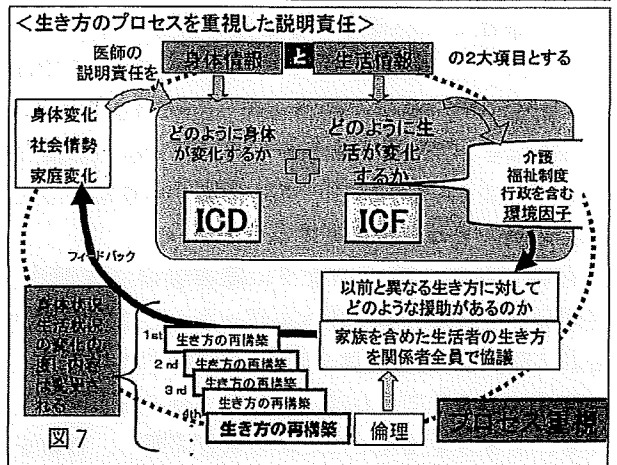 ＜生き方のプロセスを重視した説明責任＞
医師の
説明責任を
身体情報
と
生活情報
の2大項目とする
身体変化
社会情勢
家庭変化
どのように身体
が変化するか
どのように生
活が変化
するか
ICD
ICF
介護
福祉制度
行政を含む
環境因子
フィードバック
以前と異なる生き方に対して
どのような援助があるのか
家族を含めた生活者の生き方
を関係者全員で協議
身体状況
生活状況
の変化の
度に内容
は変更さ
れる
1st
生き方の再構築
2nd
生き方の再構築
3rd
生き方の再構築
4th
生き方の再構築
生き方の再構築
倫理
プロセス重視
図7